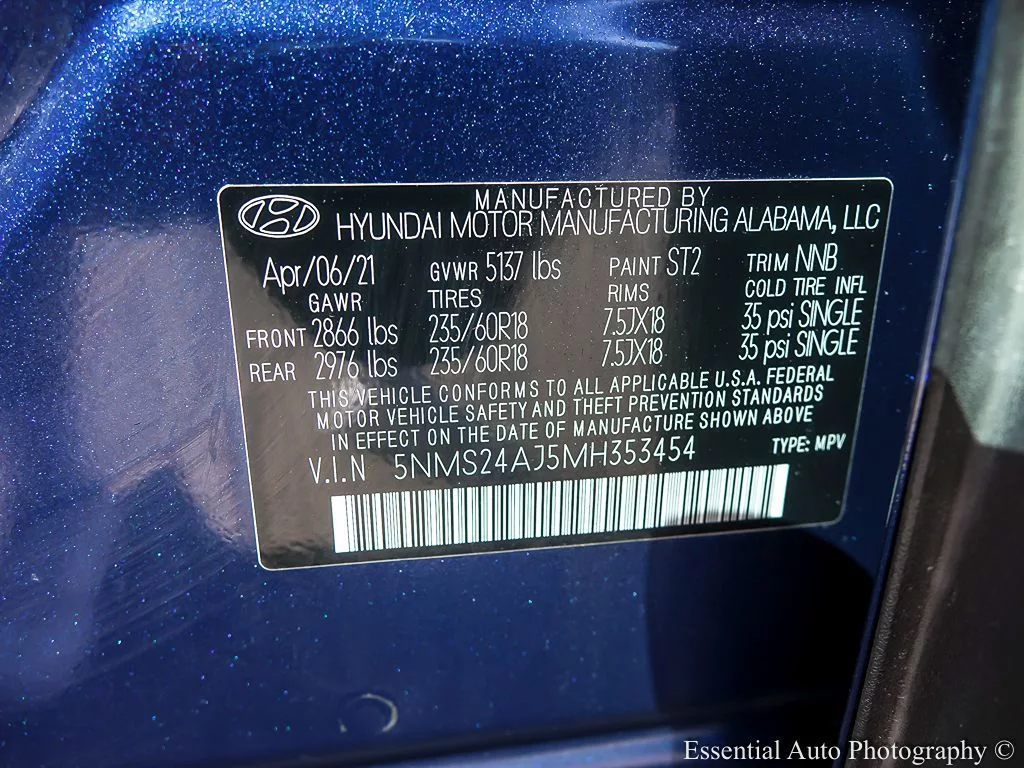 MANUFACTURED BY
HYUNDAI MOTOR MANUFACTURING ALABAMA, LLC
Apr/06/21 GVWR 5137 lbs PAINT ST2 TRIM NNB
GAWR TIRES RIMS COLD TIRE INFL
FRONT 2866 lbs 235/60R18 7.5JX18 35 psi SINGLE
REAR 2976 lbs 235/60R18 7.5JX18 35 psi SINGLE
THIS VEHICLE CONFORMS TO ALL APPLICABLE U.S.A. FEDERAL
MOTOR VEHICLE SAFETY AND THEFT PREVENTION STANDARDS
IN EFFECT ON THE DATE OF MANUFACTURE SHOWN ABOVE
V.I.N 5NMS24AJ5MH353454 TYPE: MPV
Essential Auto Photography ©